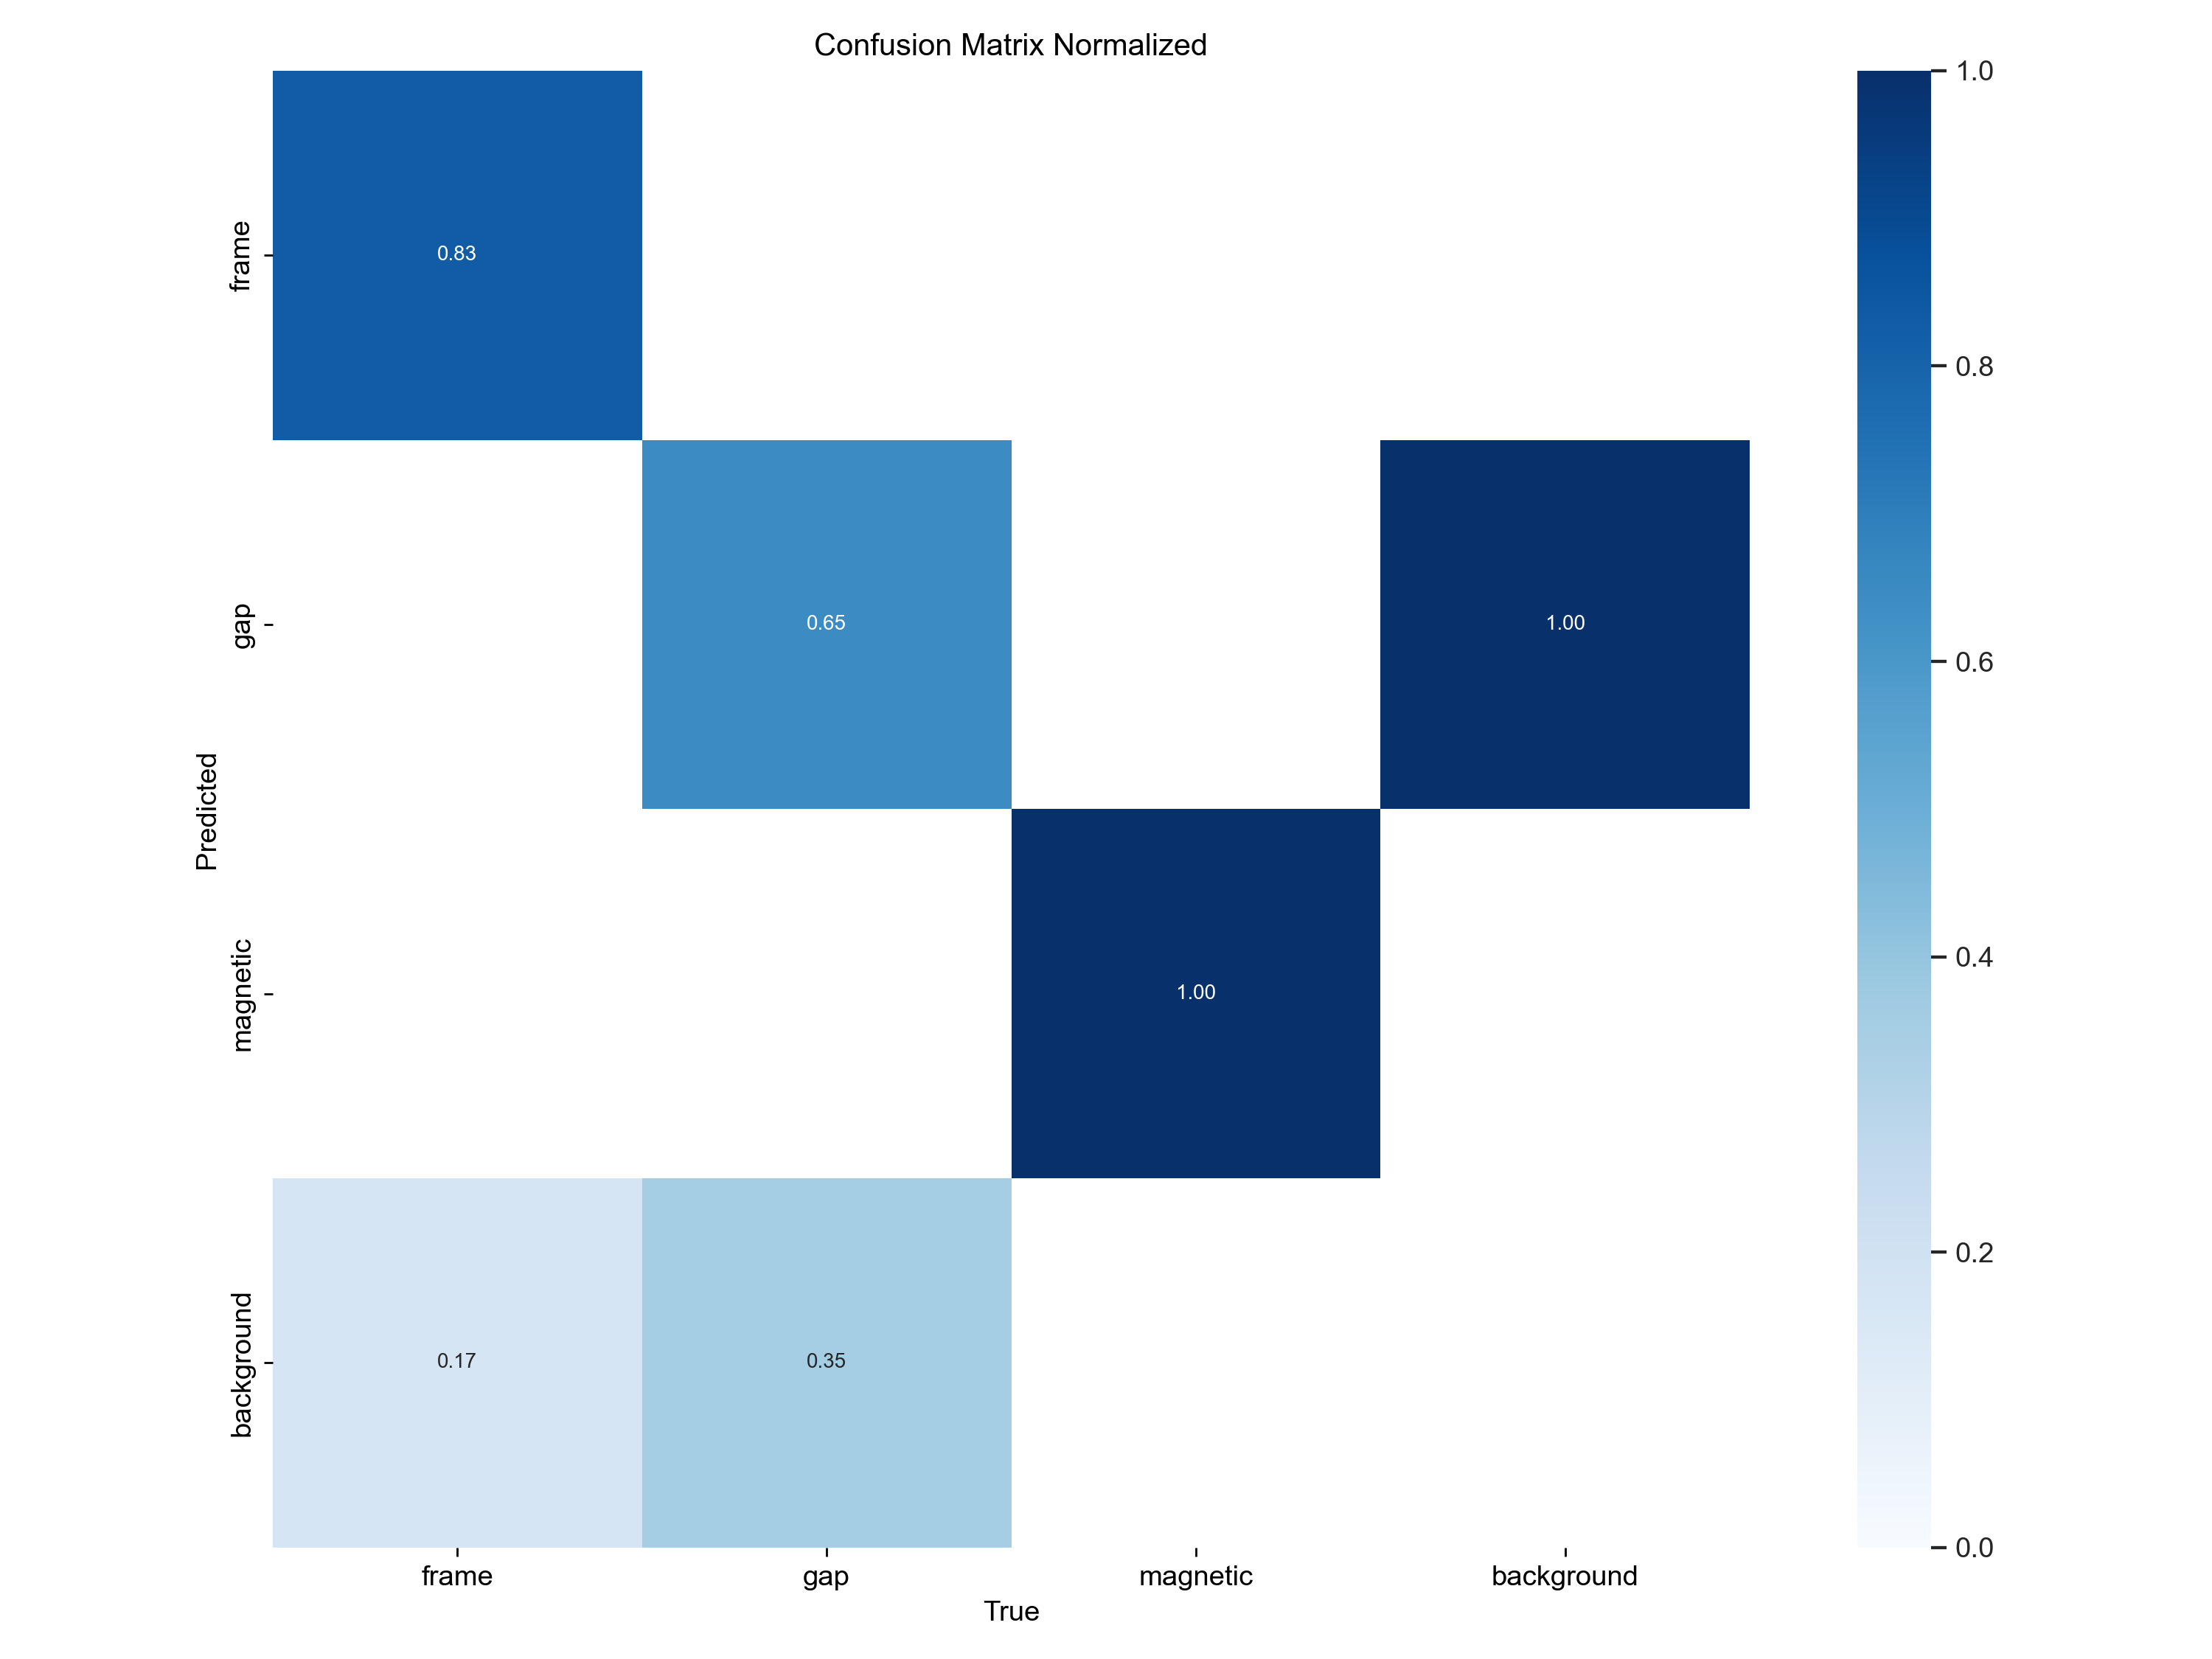 Confusion Matrix Normalized
1.0
frame
0.83
0.8
gap
0.65
1.00
0.6
Predicted
magnetic
1.00
0.4
background
0.17
0.35
0.2
0.0
frame
gap
magnetic
background
True